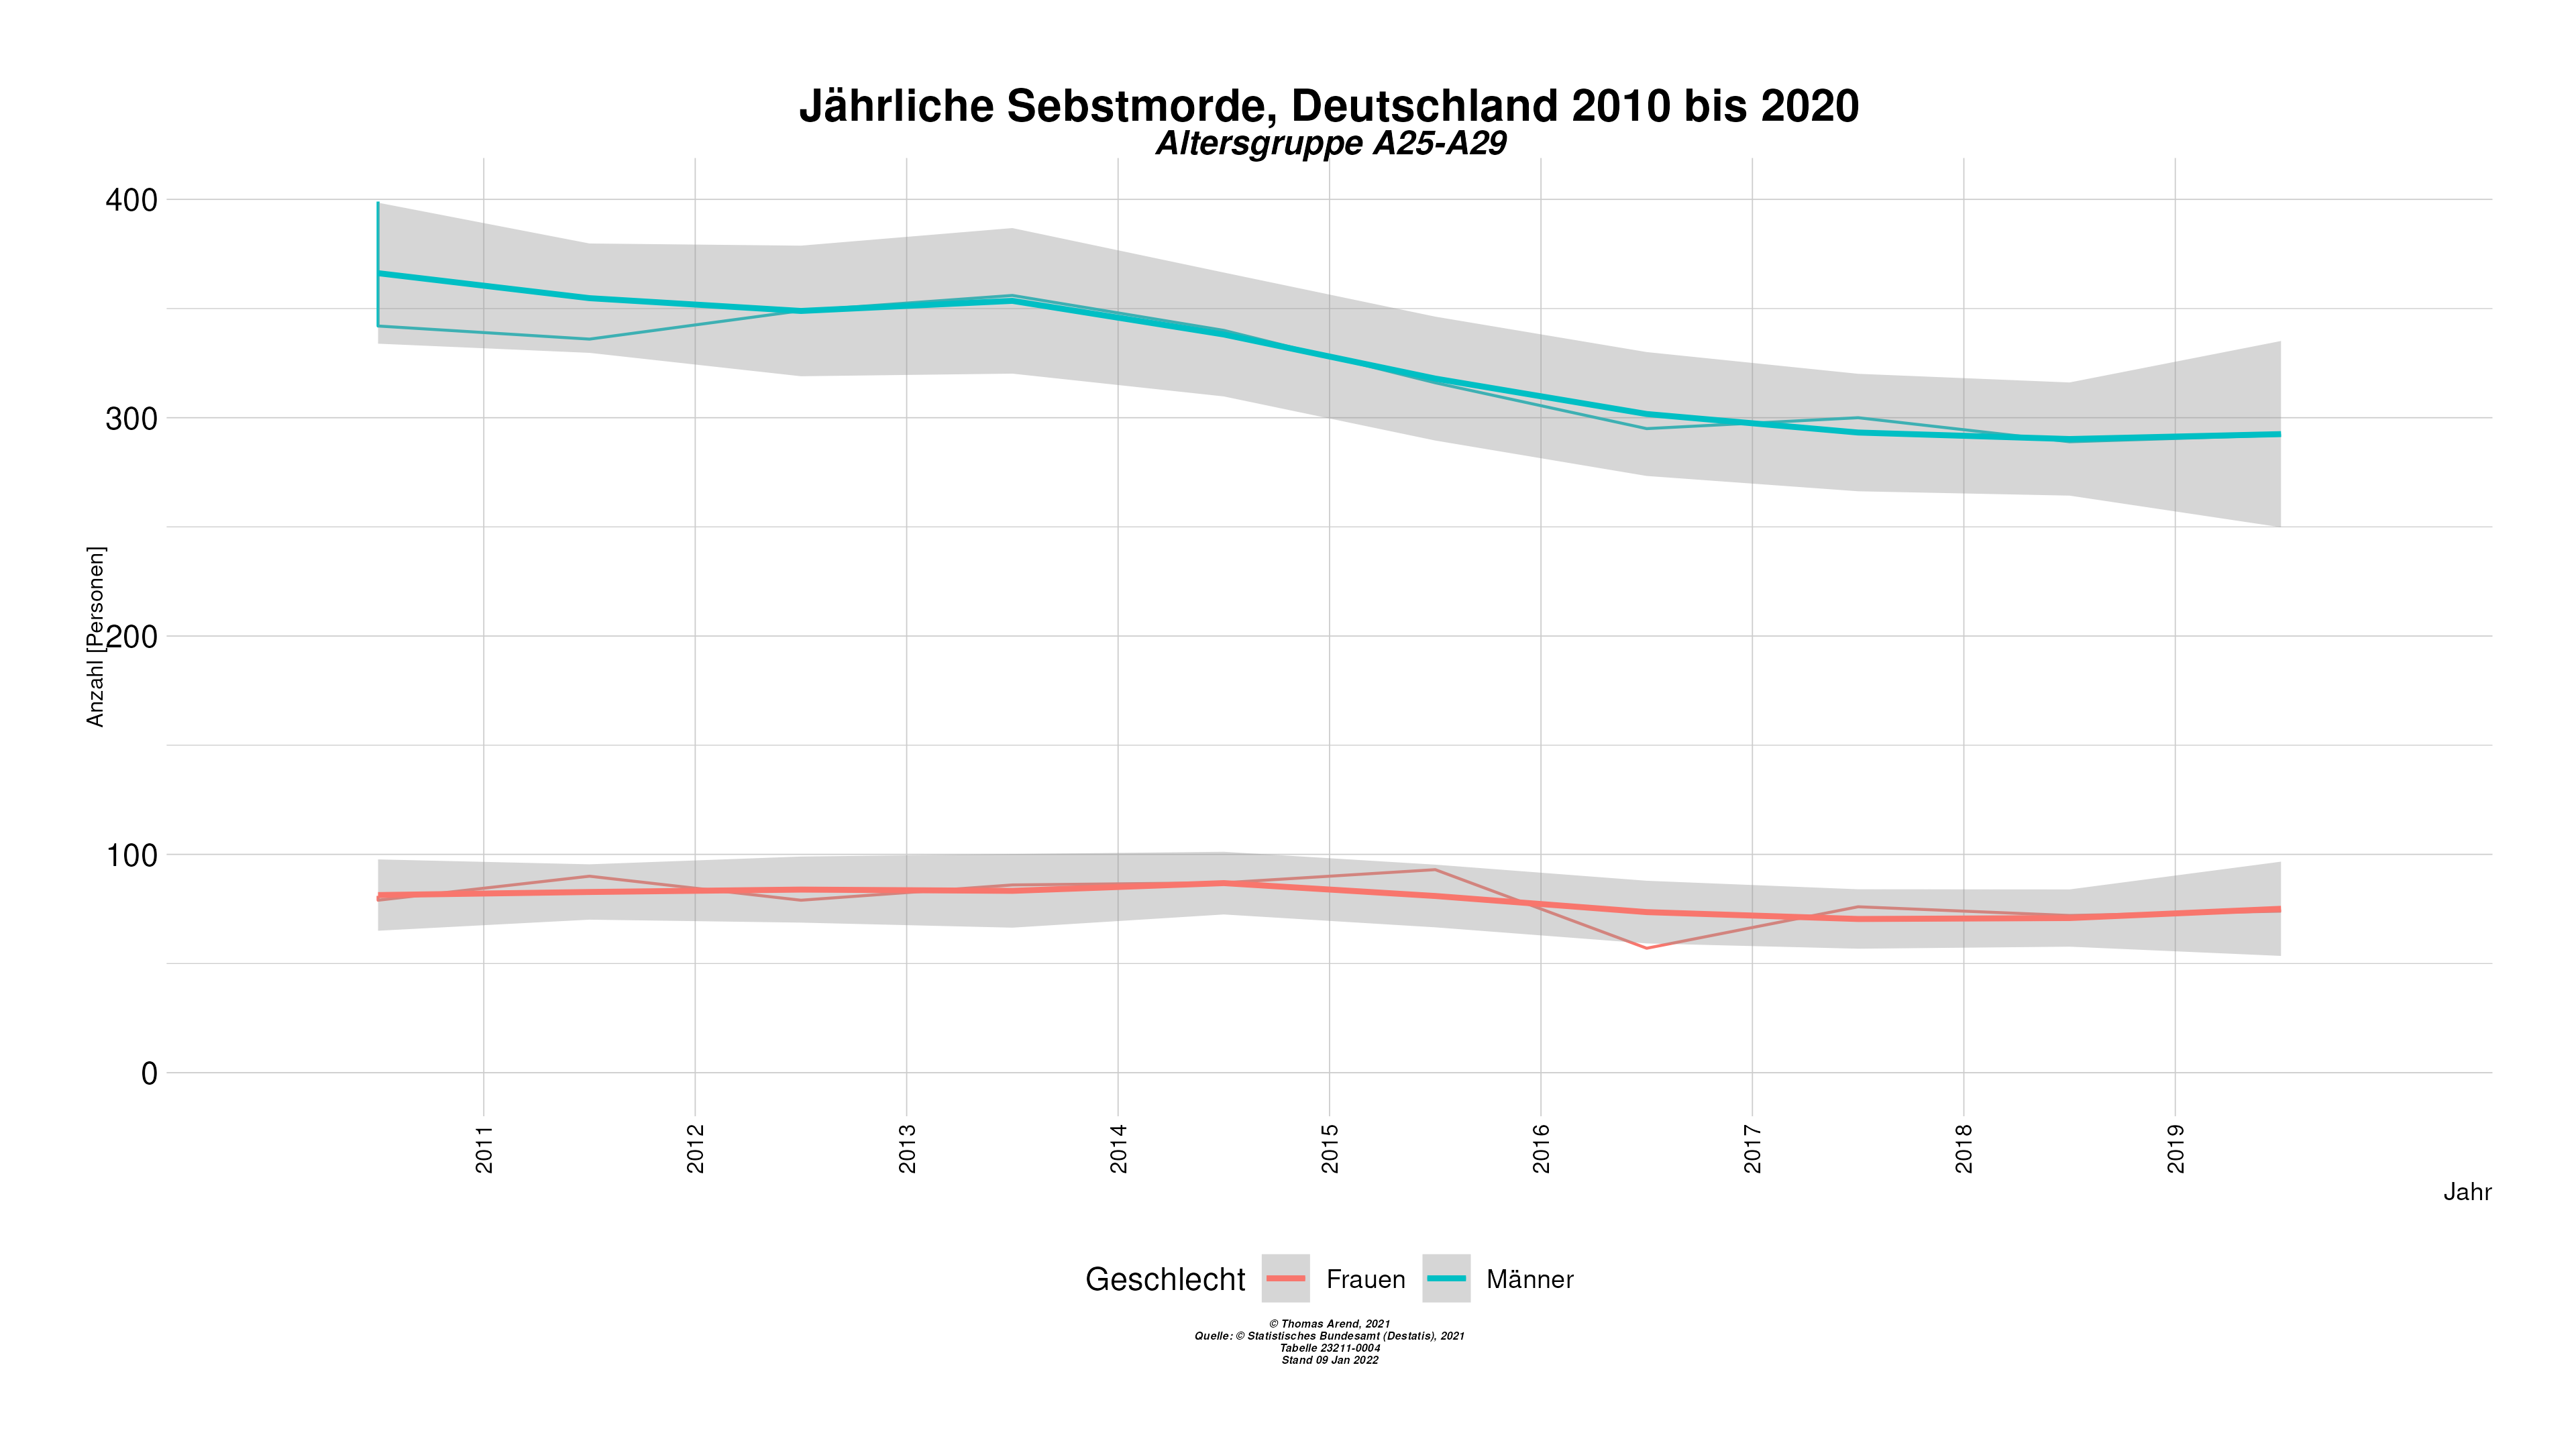 Jährliche Sebstmorde, Deutschland 2010 bis 2020
Altersgruppe A25-A29
Anzahl [Personen]
400
300
200
100
0
2011
2012
2013
2014
2015
2016
2017
2018
2019
Jahr
Geschlecht Frauen Männer
© Thomas Arend, 2021
Quelle: © Statistisches Bundesamt (Destatis), 2021
Tabelle 23211-0004
Stand 09 Jan 2022